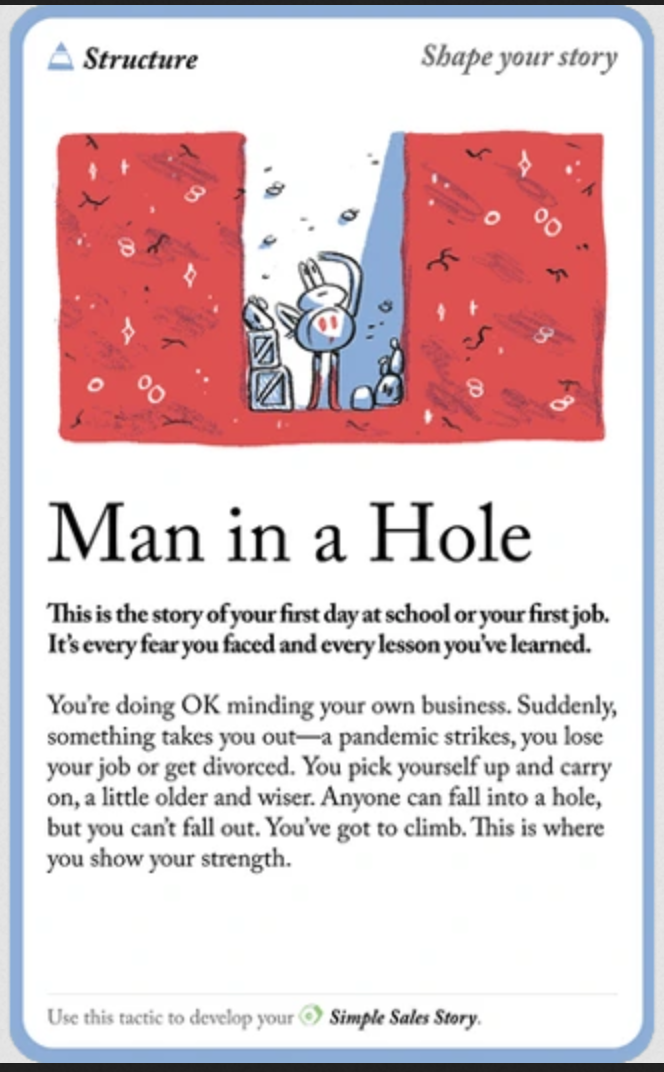 Structure
Shape your story
Man in a Hole
This is the story of your first day at school or your first job.
It's every fear you faced and every lesson you've learned.
You're doing OK minding your own business. Suddenly,
something takes you out—a pandemic strikes, you lose
your job or get divorced. You pick yourself up and carry
on, a little older and wiser. Anyone can fall into a hole,
but you can't fall out. You've got to climb. This is where
you show your strength.
Use this tactic to develop your Simple Sales Story.